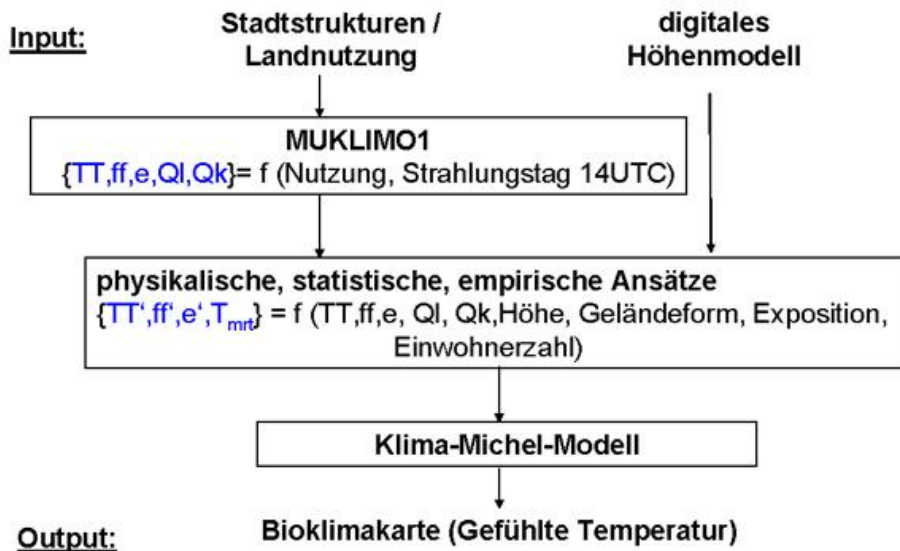 Input:
Stadtstrukturen /
Landnutzung
digitales
Höhenmodell
MUKLIMO1
{TT,ff,e,Ql,Qk}= f (Nutzung, Strahlungstag 14UTC)
physikalische, statistische, empirische Ansätze
{TT‘,ff‘,e‘,Tmrt} = f (TT,ff,e, Ql, Qk,Höhe, Geländeform, Exposition,
Einwohnerzahl)
Klima-Michel-Modell
Output:
Bioklimakarte (Gefühlte Temperatur)